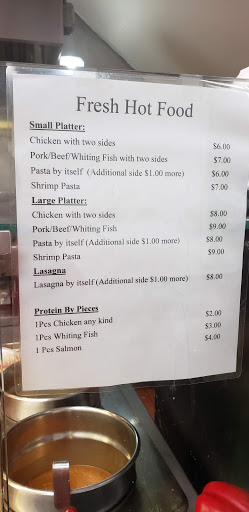 Fresh Hot Food
Small Platter:
Chicken with two sides $6.00
Pork/Beef/Whiting Fish with two sides $7.00
Pasta by itself (Additional side $1.00 more) $6.00
Shrimp Pasta $7.00
Large Platter:
Chicken with two sides $8.00
Pork/Beef/Whiting Fish $9.00
Pasta by itself (Additional side $1.00 more) $8.00
Shrimp Pasta $9.00
Lasagna
Lasagna by itself (Additional side $1.00 more) $8.00
Protein By Pieces
1Pcs Chicken any kind $2.00
1Pcs Whiting Fish $3.00
1 Pcs Salmon $4.00